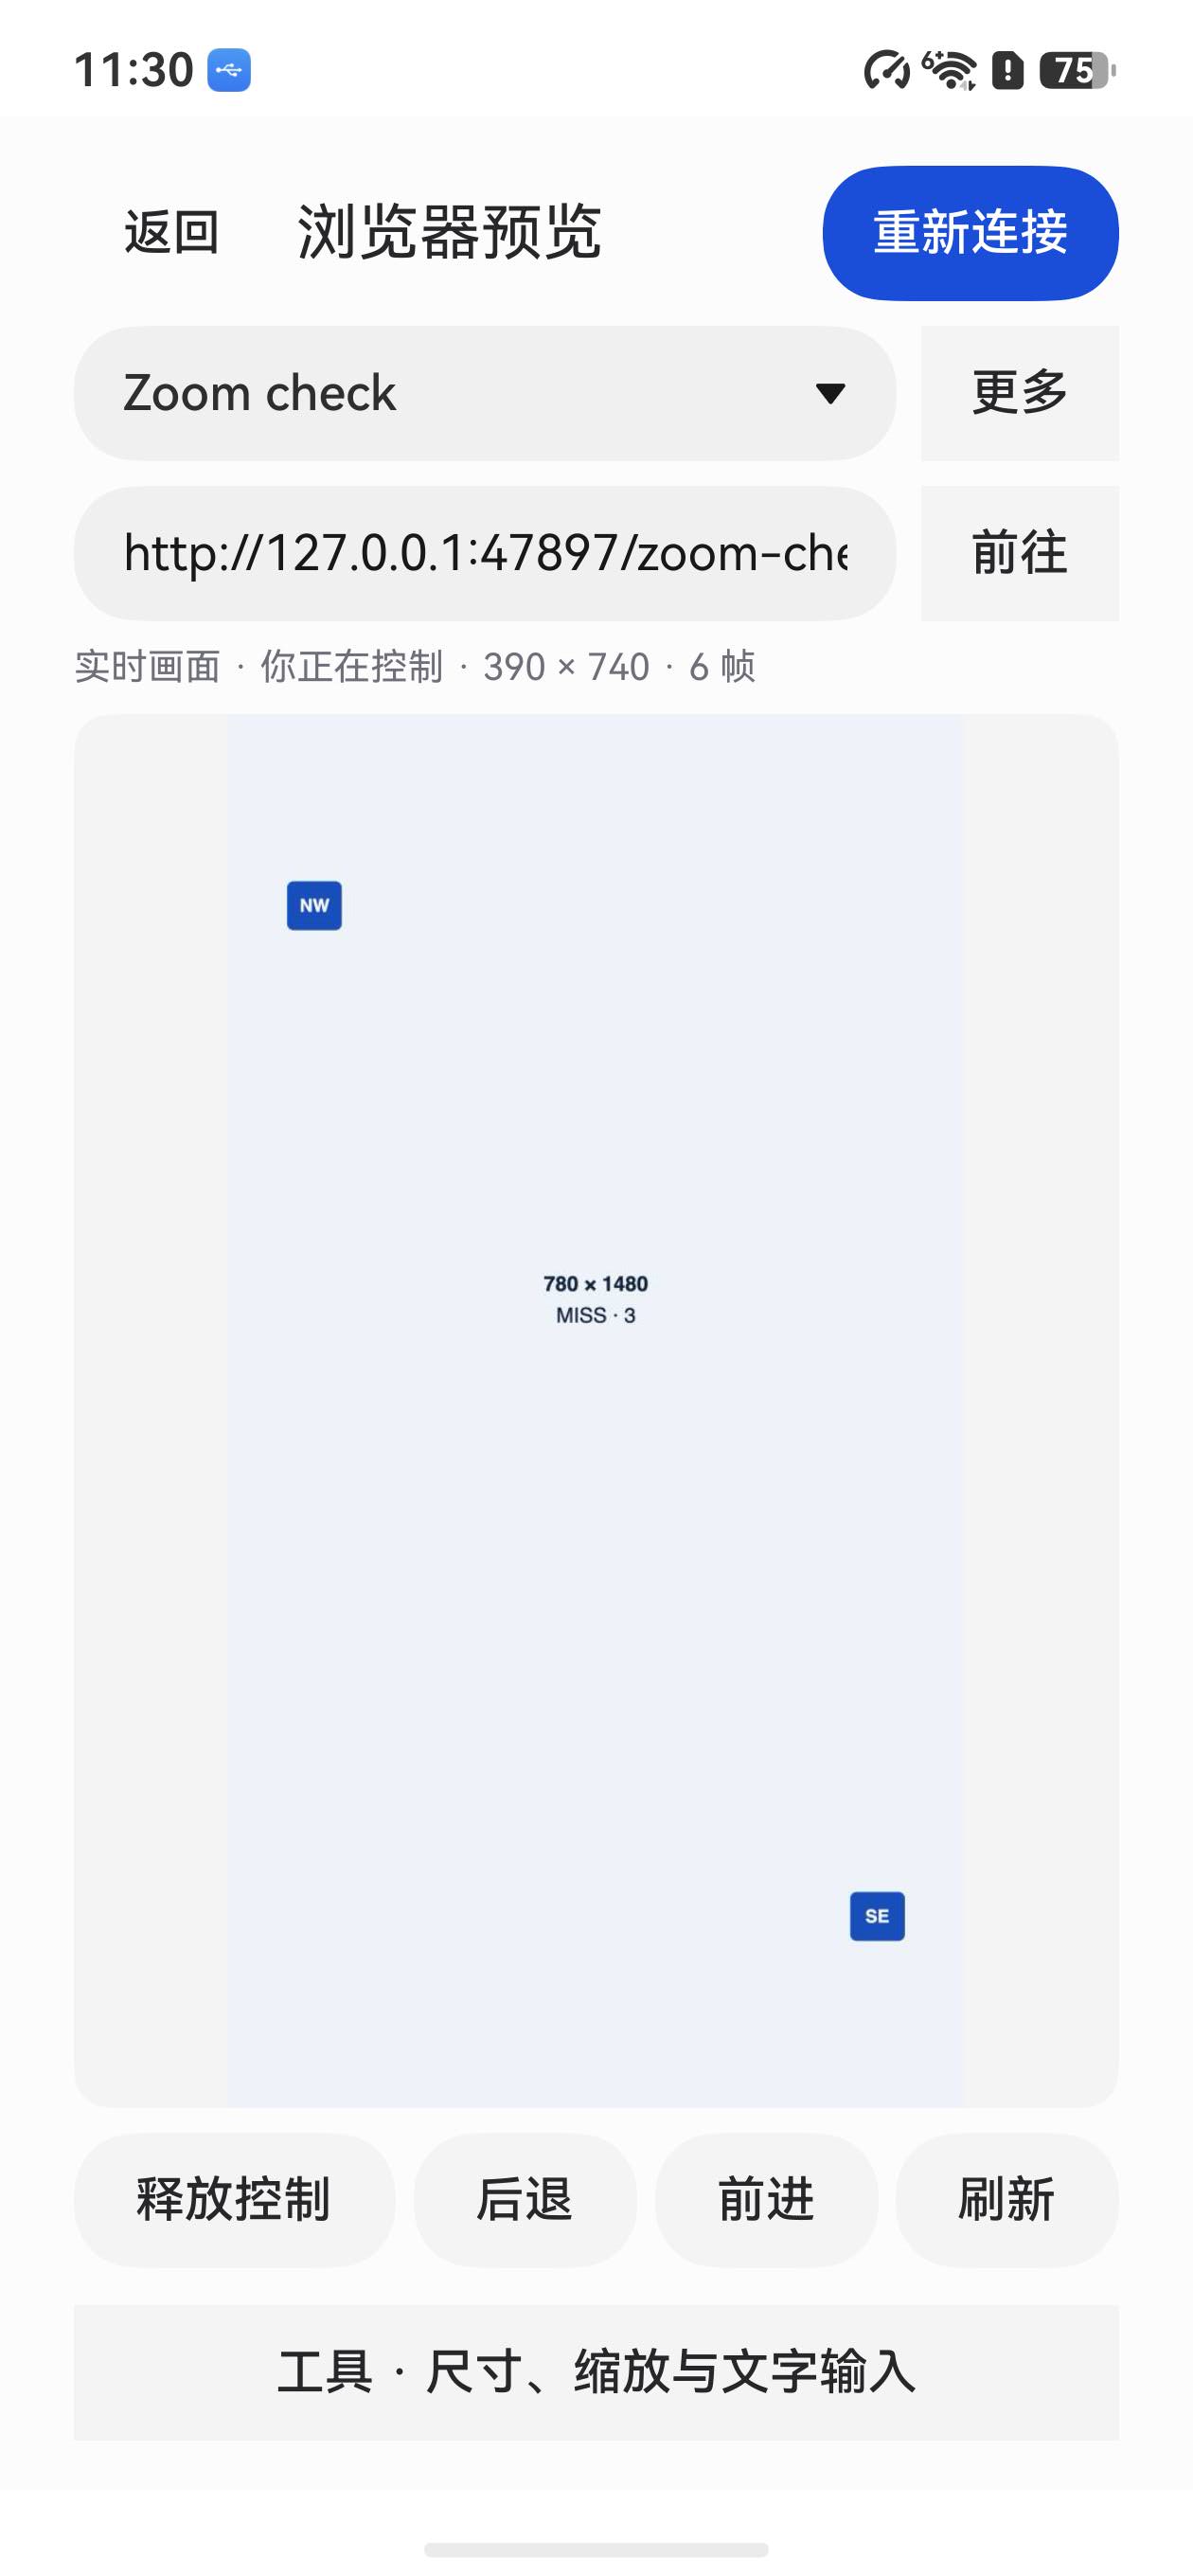 11:30 6+ 75
返回 浏览器预览 重新连接
Zoom check 更多
http://127.0.0.1:47897/zoom-che 前往
实时画面 · 你正在控制 · 390 × 740 · 6 帧
NW
780 × 1480
MISS · 3
SE
释放控制 后退 前进 刷新
工具 · 尺寸、缩放与文字输入